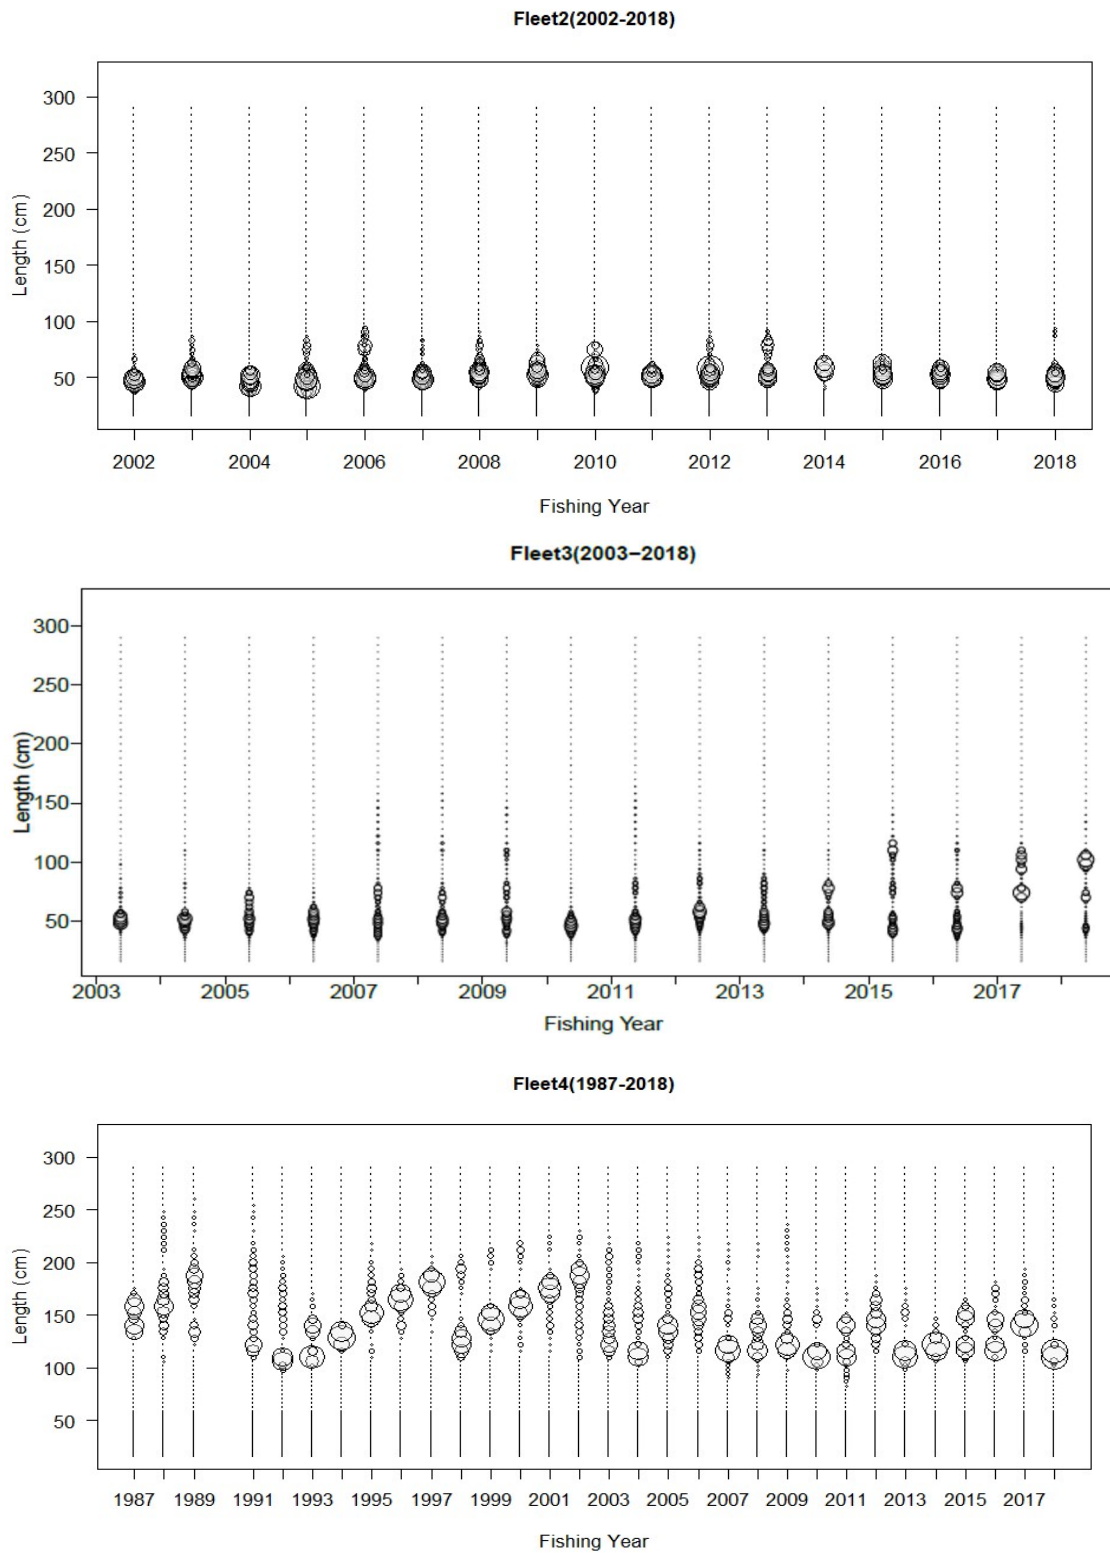 Fleet2(2002-2018)
300
250
200
150
100
50
Length (cm)
2002 2004 2006 2008 2010 2012 2014 2016 2018
Fishing Year
Fleet3(2003−2018)
300
250
200
150
100
50
Length (cm)
2003 2005 2007 2009 2011 2013 2015 2017
Fishing Year
Fleet4(1987-2018)
300
250
200
150
100
50
Length (cm)
1987 1989 1991 1993 1995 1997 1999 2001 2003 2005 2007 2009 2011 2013 2015 2017
Fishing Year